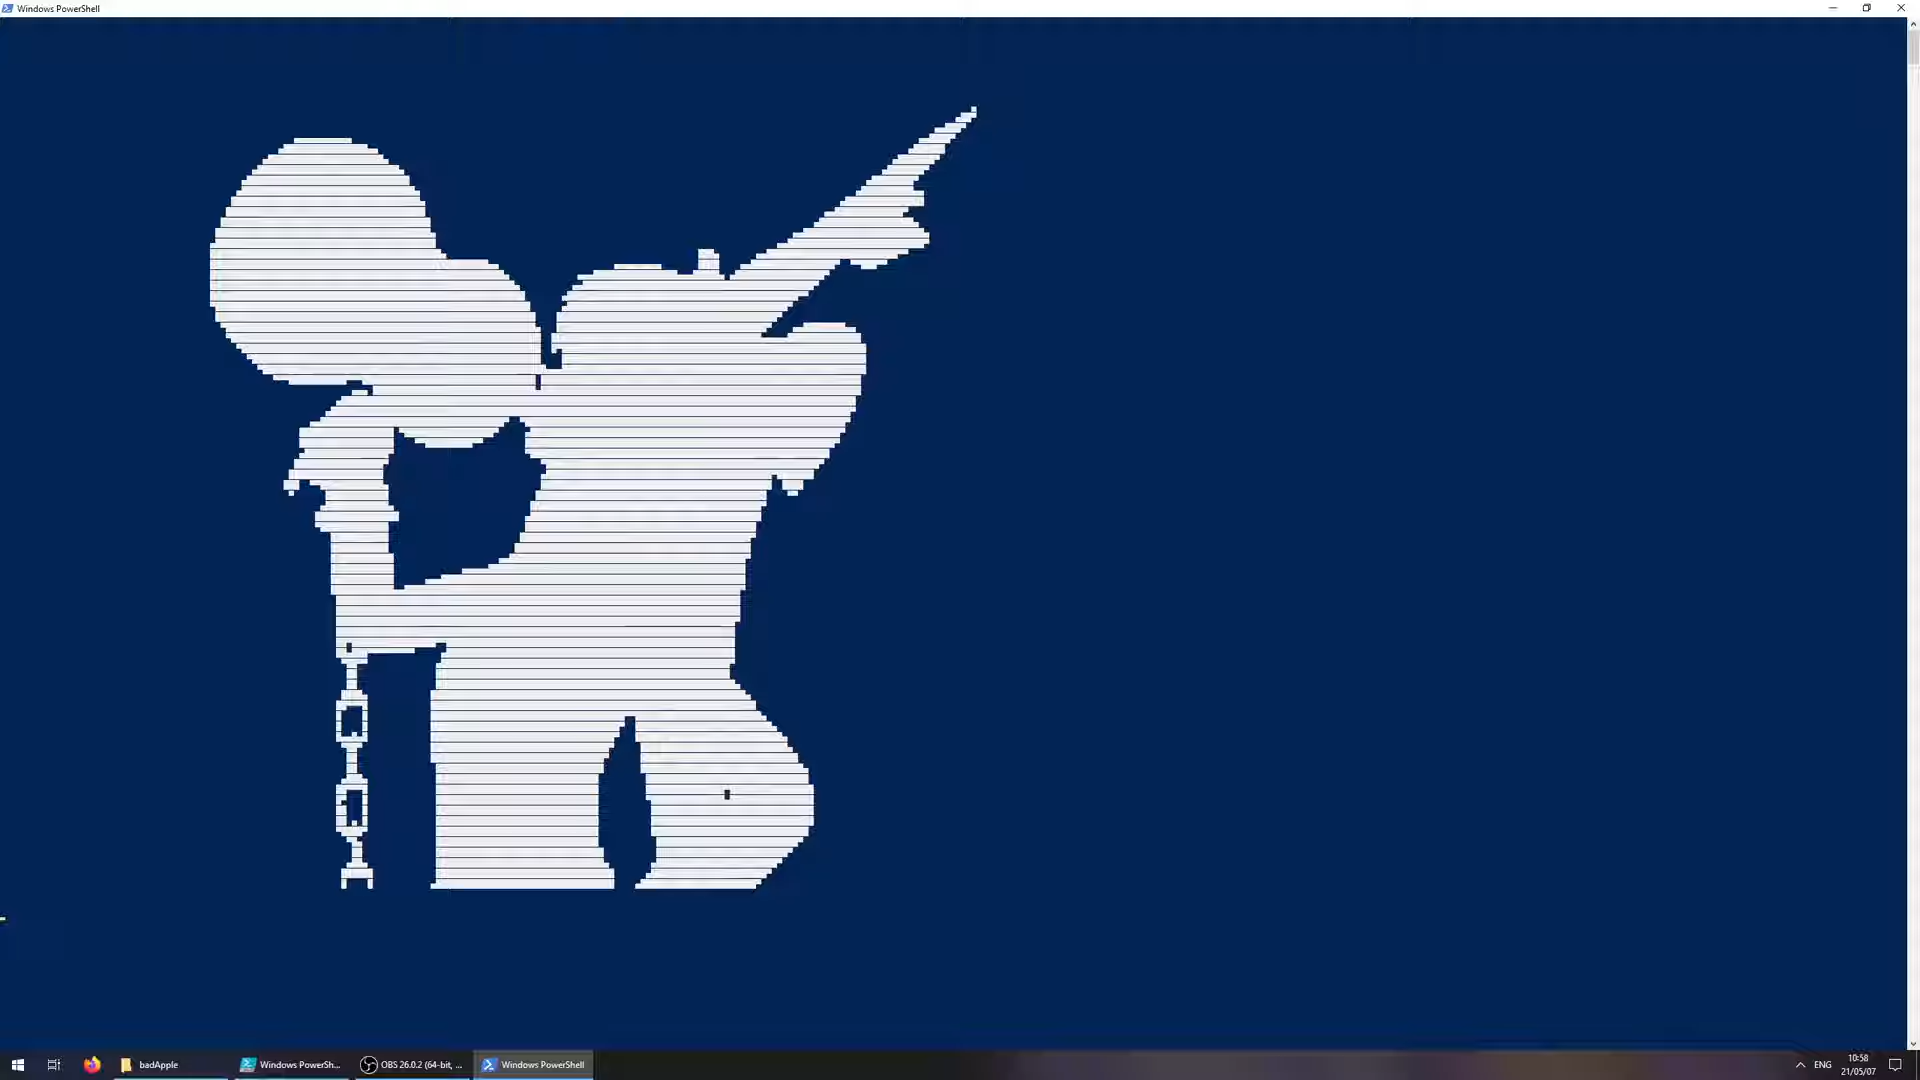 Windows PowerShell
badApple
Windows PowerSh...
OBS 26.0.2 (64-bit, ...
Windows PowerShell
ENG
10:58
21/05/07